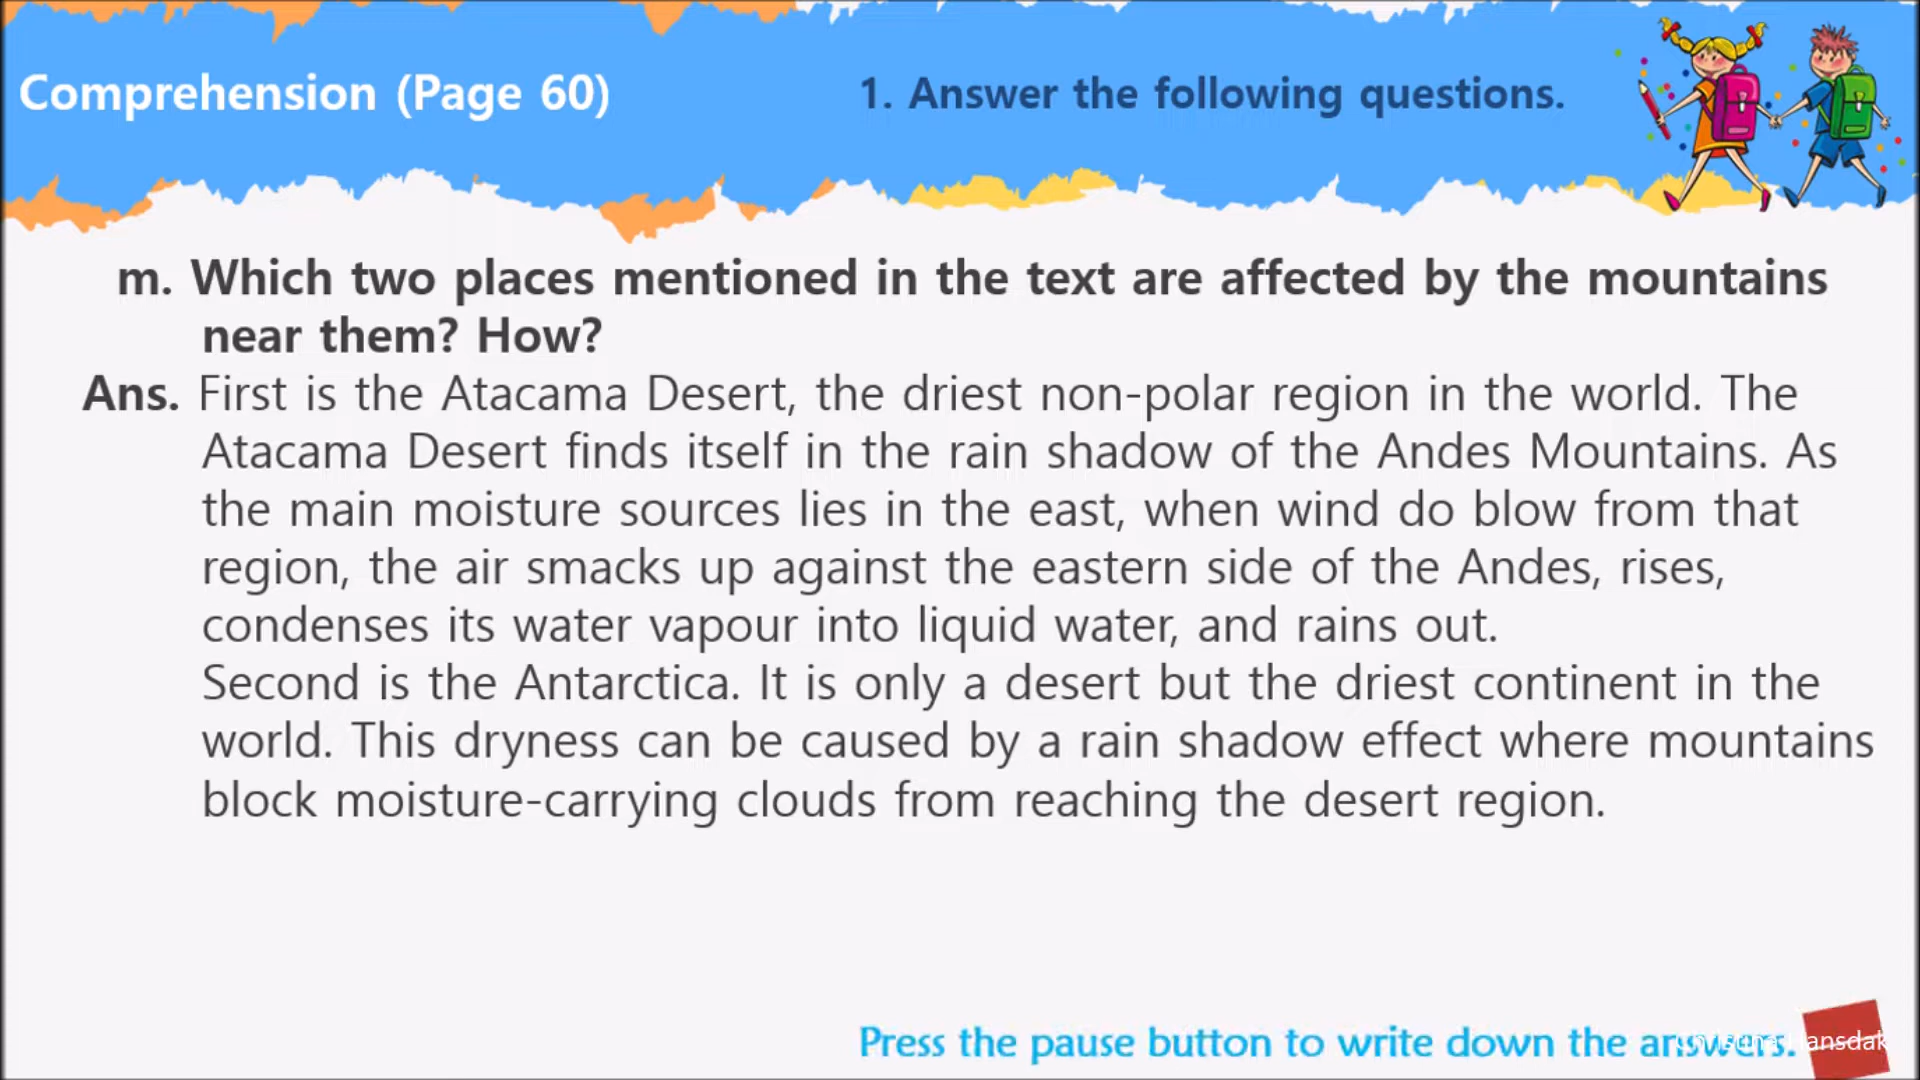 Comprehension (Page 60)
1. Answer the following questions.
m. Which two places mentioned in the text are affected by the mountains
near them? How?
Ans. First is the Atacama Desert, the driest non-polar region in the world. The
Atacama Desert finds itself in the rain shadow of the Andes Mountains. As
the main moisture sources lies in the east, when wind do blow from that
region, the air smacks up against the eastern side of the Andes, rises,
condenses its water vapour into liquid water, and rains out.
Second is the Antarctica. It is only a desert but the driest continent in the
world. This dryness can be caused by a rain shadow effect where mountains
block moisture-carrying clouds from reaching the desert region.
Press the pause button to write down the answers.
Hansdak